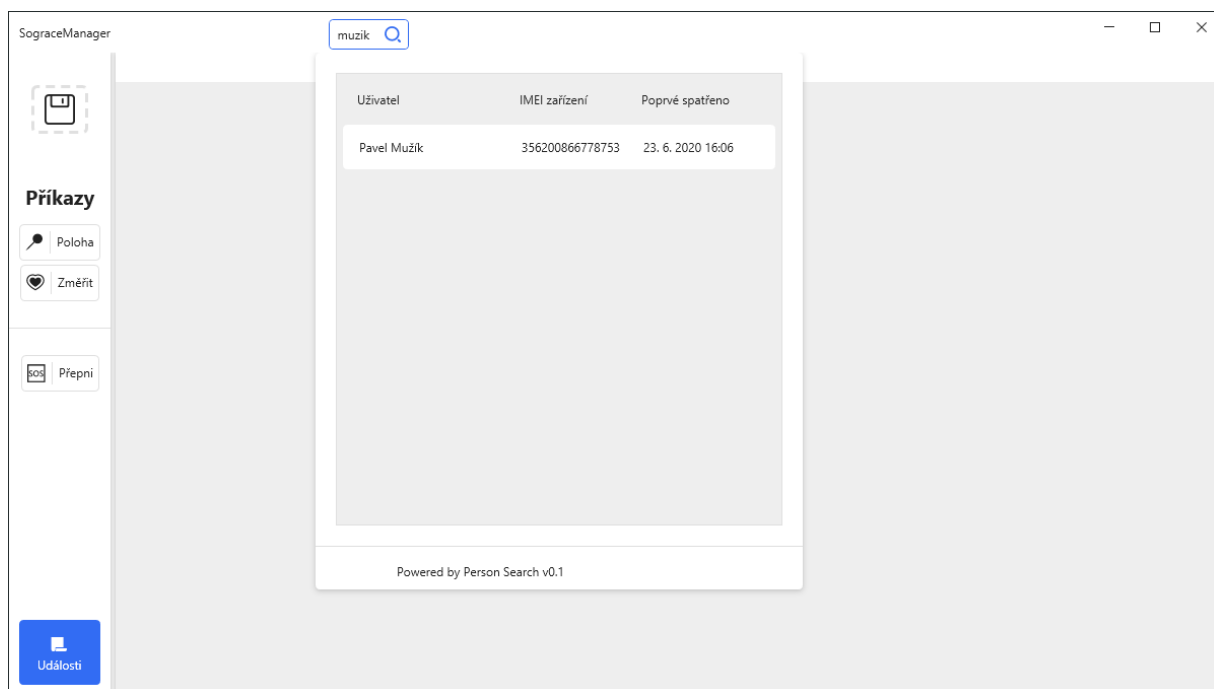 SograceManager
muzik
Uživatel IMEI zařízení Poprvé spatřeno
Pavel Mužík 356200866778753 23. 6. 2020 16:06
Příkazy
Poloha
Změřit
SOS Přepni
Powered by Person Search v0.1
Události